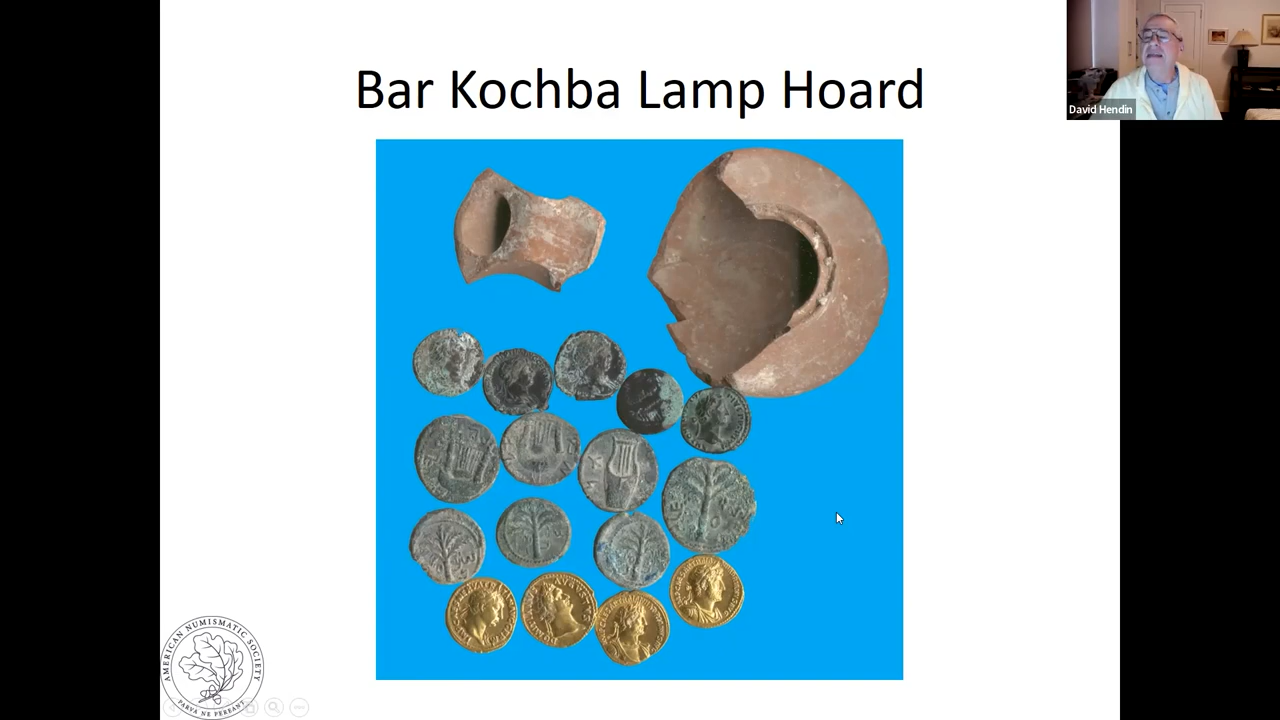 Bar Kochba Lamp Hoard
David Hendin
AMERICAN NUMISMATIC SOCIETY
PARVA NE PEREANT